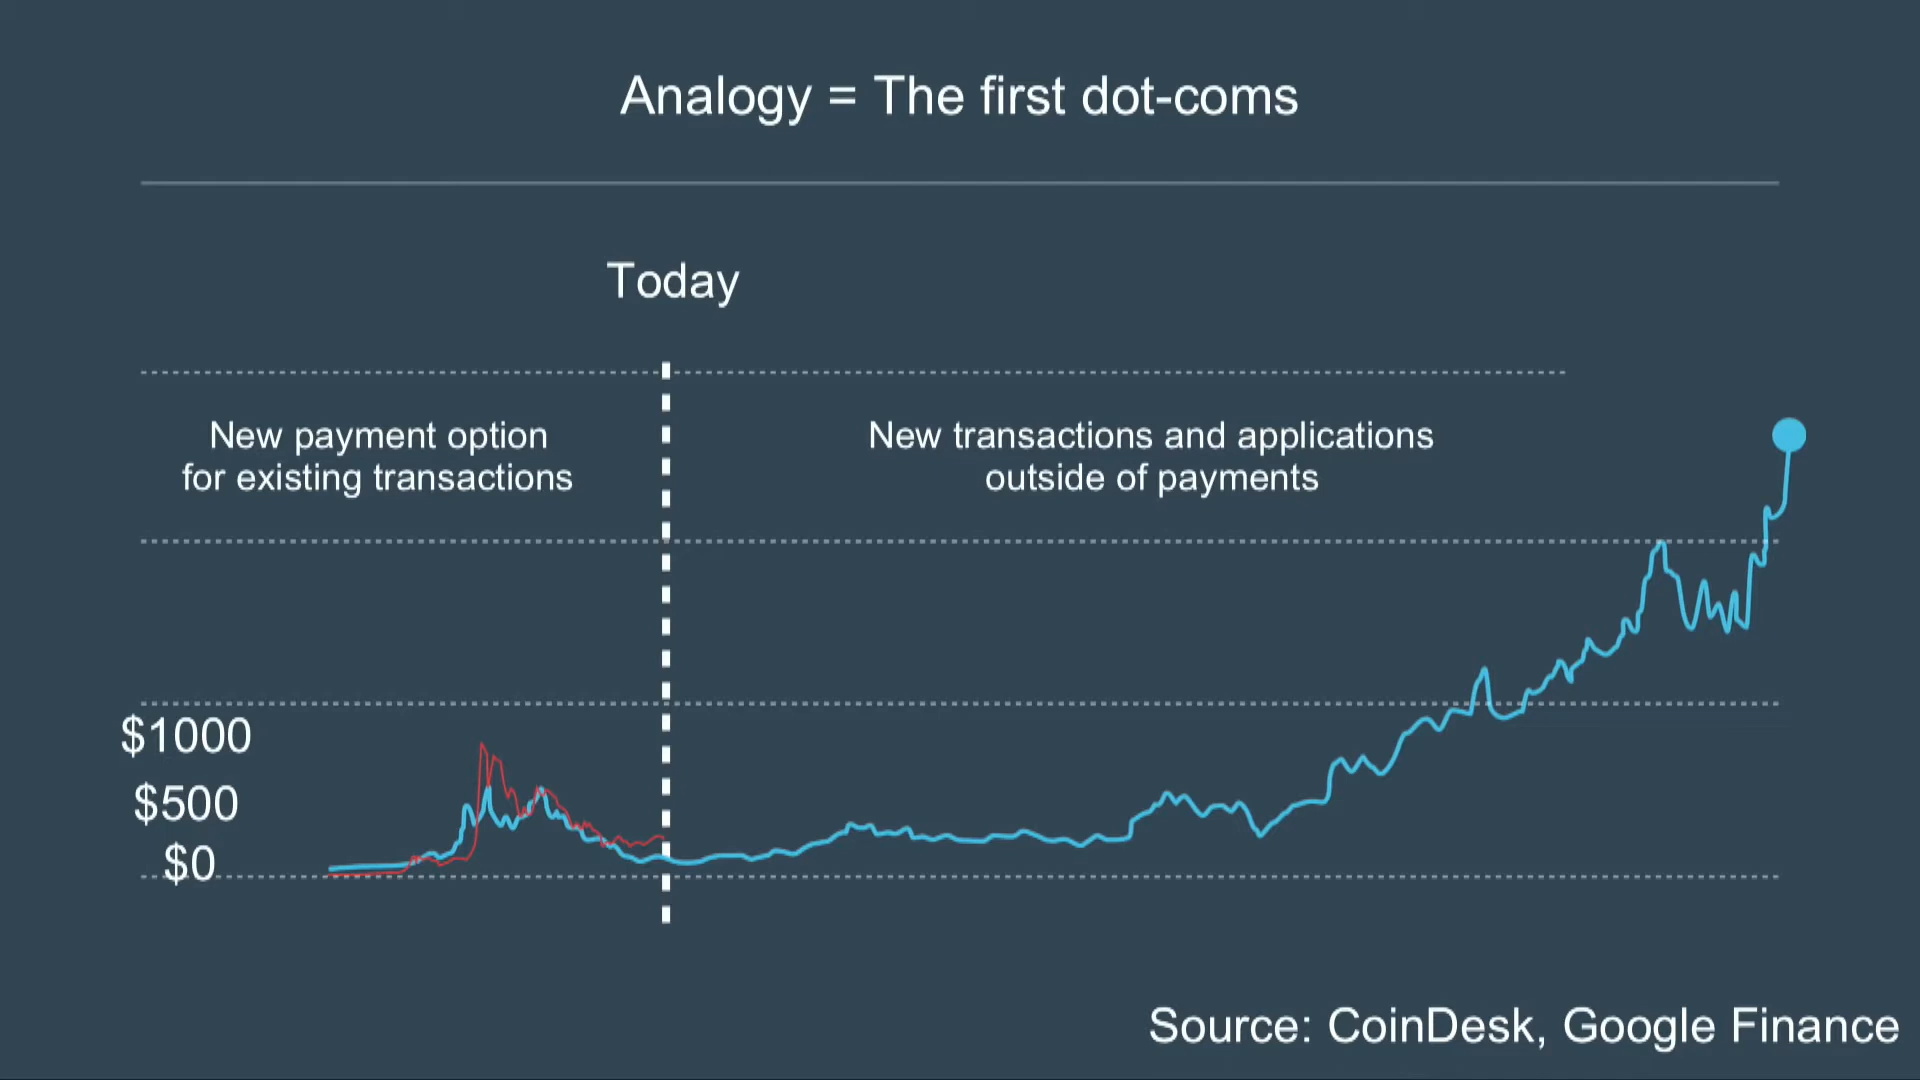 Analogy = The first dot-coms
Today
New payment option
for existing transactions
New transactions and applications
outside of payments
$1000
$500
$0
Source: CoinDesk, Google Finance